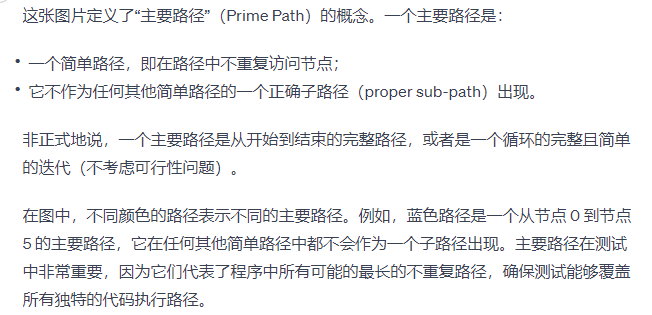 这张图片定义了“主要路径”（Prime Path）的概念。一个主要路径是：
• 一个简单路径，即在路径中不重复访问节点；
• 它不作为任何其他简单路径的一个正确子路径（proper sub-path）出现。
非正式地说，一个主要路径是从开始到结束的完整路径，或者是一个循环的完整且简单
的迭代（不考虑可行性问题）。
在图中，不同颜色的路径表示不同的主要路径。例如，蓝色路径是一个从节点 0 到节点
5 的主要路径，它在任何其他简单路径中都不会作为一个子路径出现。主要路径在测试
中非常重要，因为它们代表了程序中所有可能的最长的不重复路径，确保测试能够覆盖
所有独特的代码执行路径。